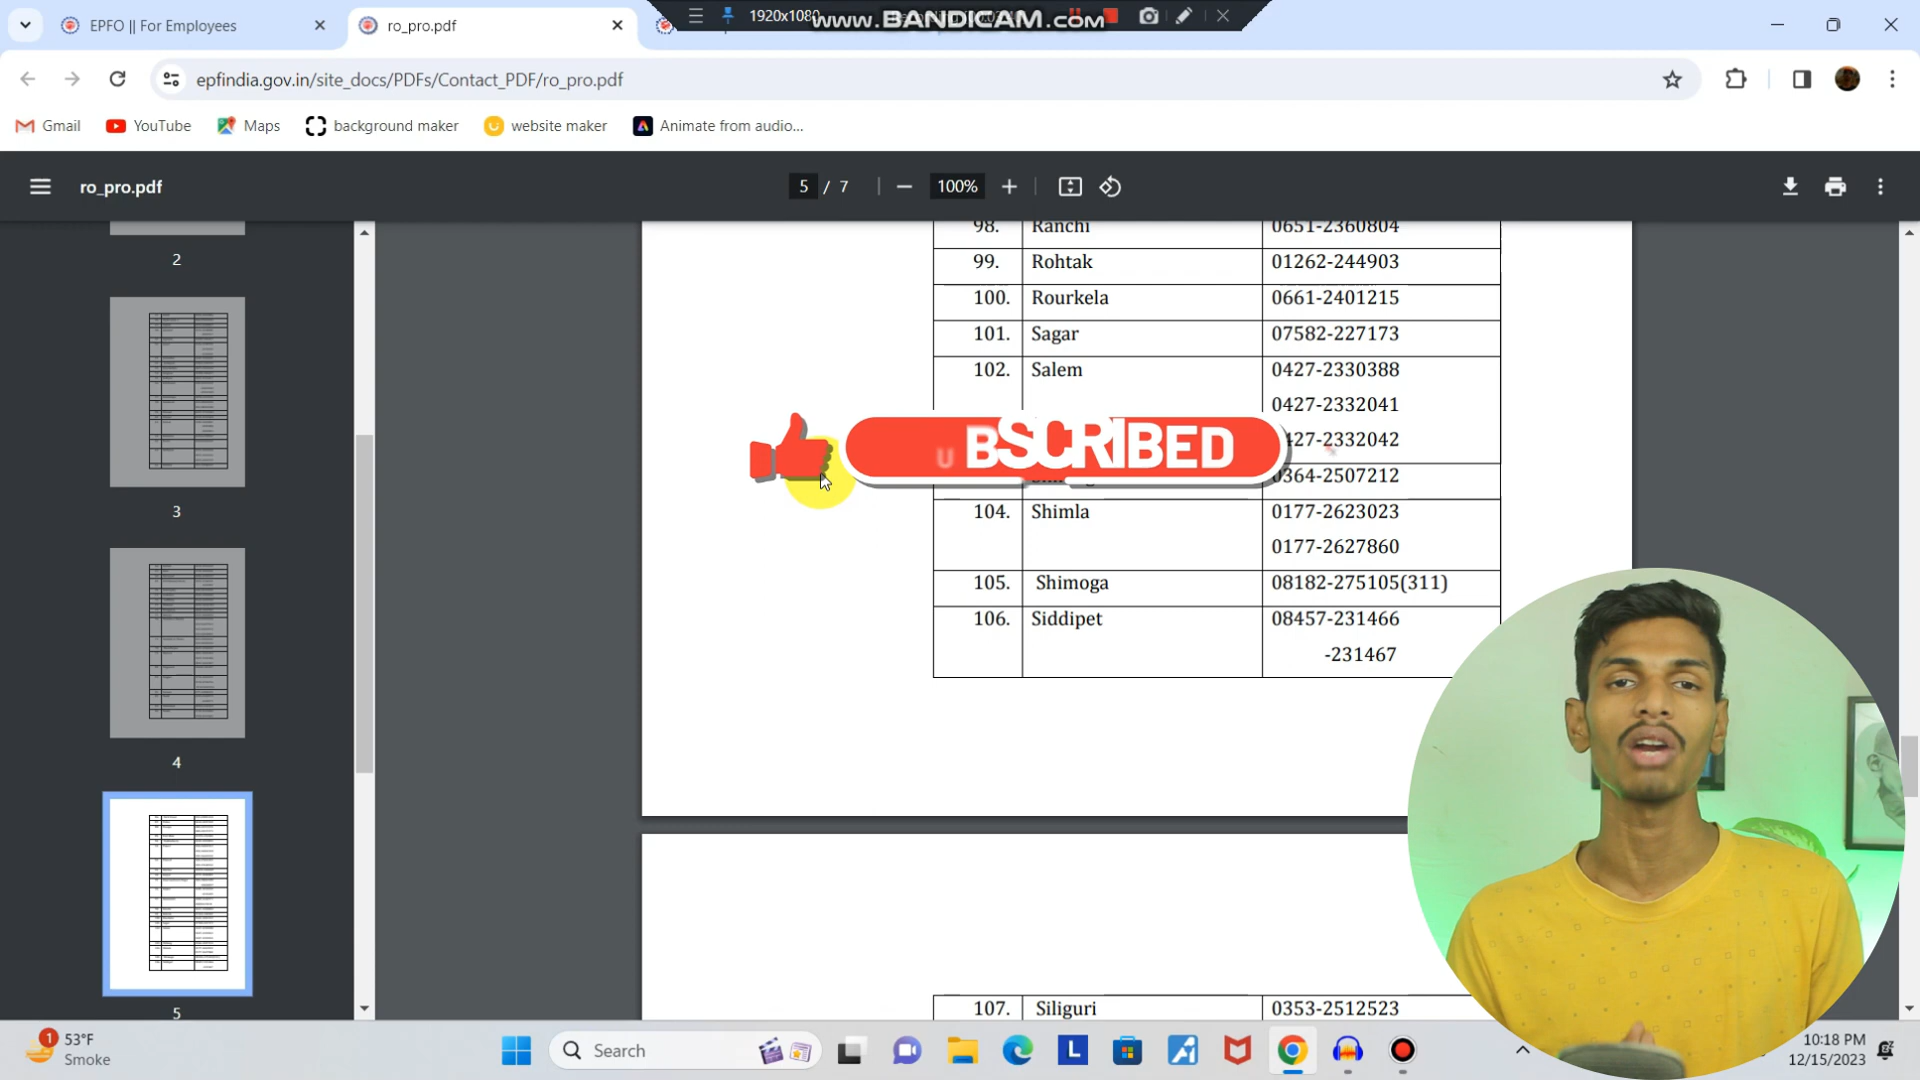 EPFO || For Employees
ro_pro.pdf
1920x1080
www.BANDICAM.com
epfindia.gov.in/site_docs/PDFs/Contact_PDF/ro_pro.pdf
Gmail
YouTube
Maps
background maker
website maker
Animate from audio...
ro_pro.pdf
5 / 7
100%
2
3
4
5
98. Ranchi 0651-2360804
99. Rohtak 01262-244903
100. Rourkela 0661-2401215
101. Sagar 07582-227173
102. Salem 0427-2330388
0427-2332041
427-2332042
UBSCRIBED
0364-2507212
104. Shimla 0177-2623023
0177-2627860
105. Shimoga 08182-275105(311)
106. Siddipet 08457-231466
-231467
107. Siliguri 0353-2512523
1
53°F
Smoke
Search
L
10:18 PM
12/15/2023